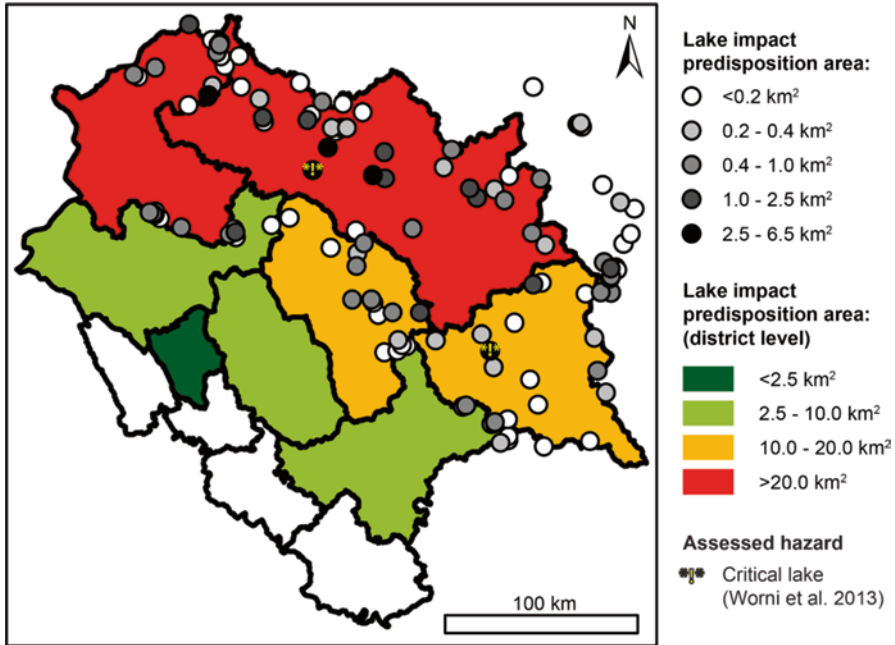 N
100 km
Lake impact
predisposition area:
<0.2 km²
0.2 - 0.4 km²
0.4 - 1.0 km²
1.0 - 2.5 km²
2.5 - 6.5 km²
Lake impact
predisposition area:
(district level)
<2.5 km²
2.5 - 10.0 km²
10.0 - 20.0 km²
>20.0 km²
Assessed hazard
Critical lake
(Worni et al. 2013)